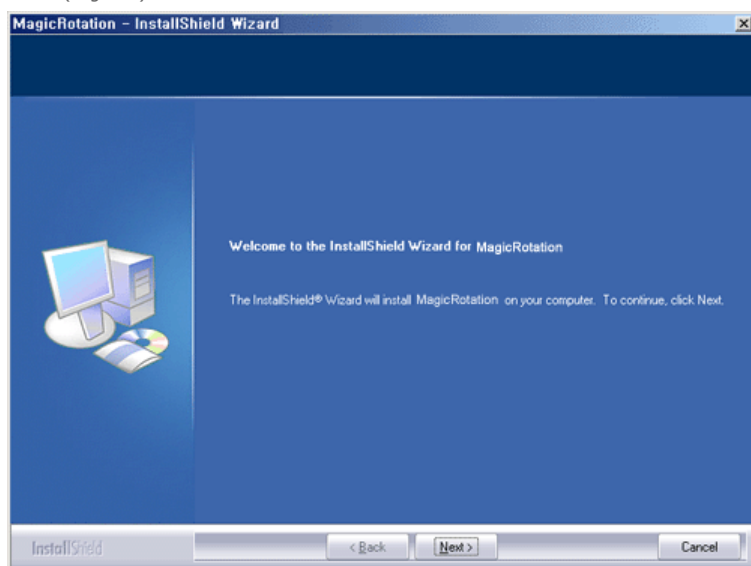 MagicRotation - InstallShield Wizard
Welcome to the InstallShield Wizard for MagicRotation
The InstallShield® Wizard will install MagicRotation on your computer. To continue, click Next.
InstallShield
< Back
Next >
Cancel